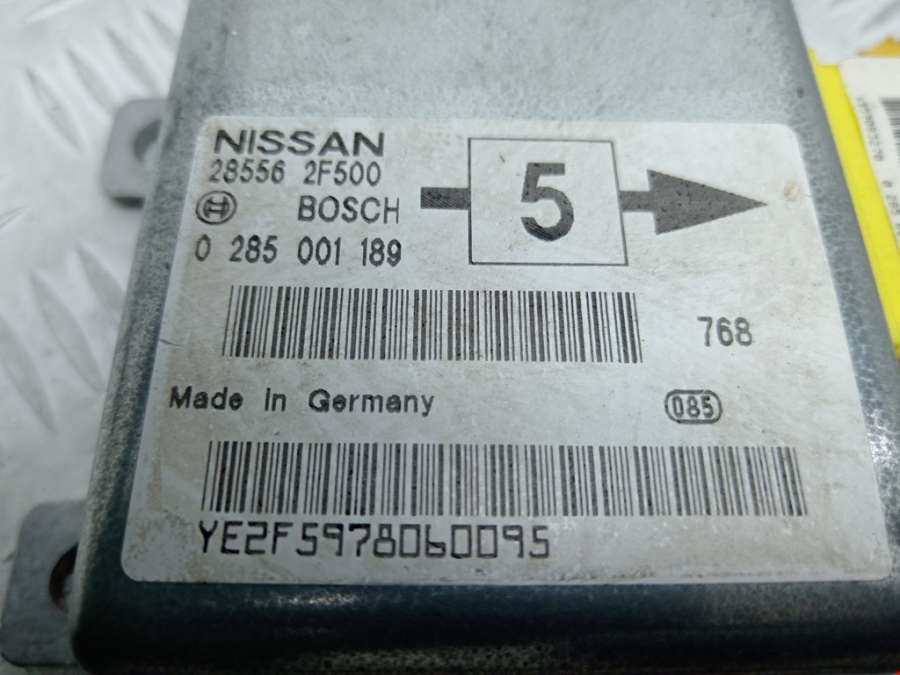 NISSAN
28556 2F500
BOSCH
0 285 001 189
5
768
Made in Germany
085
YE2F5978060095